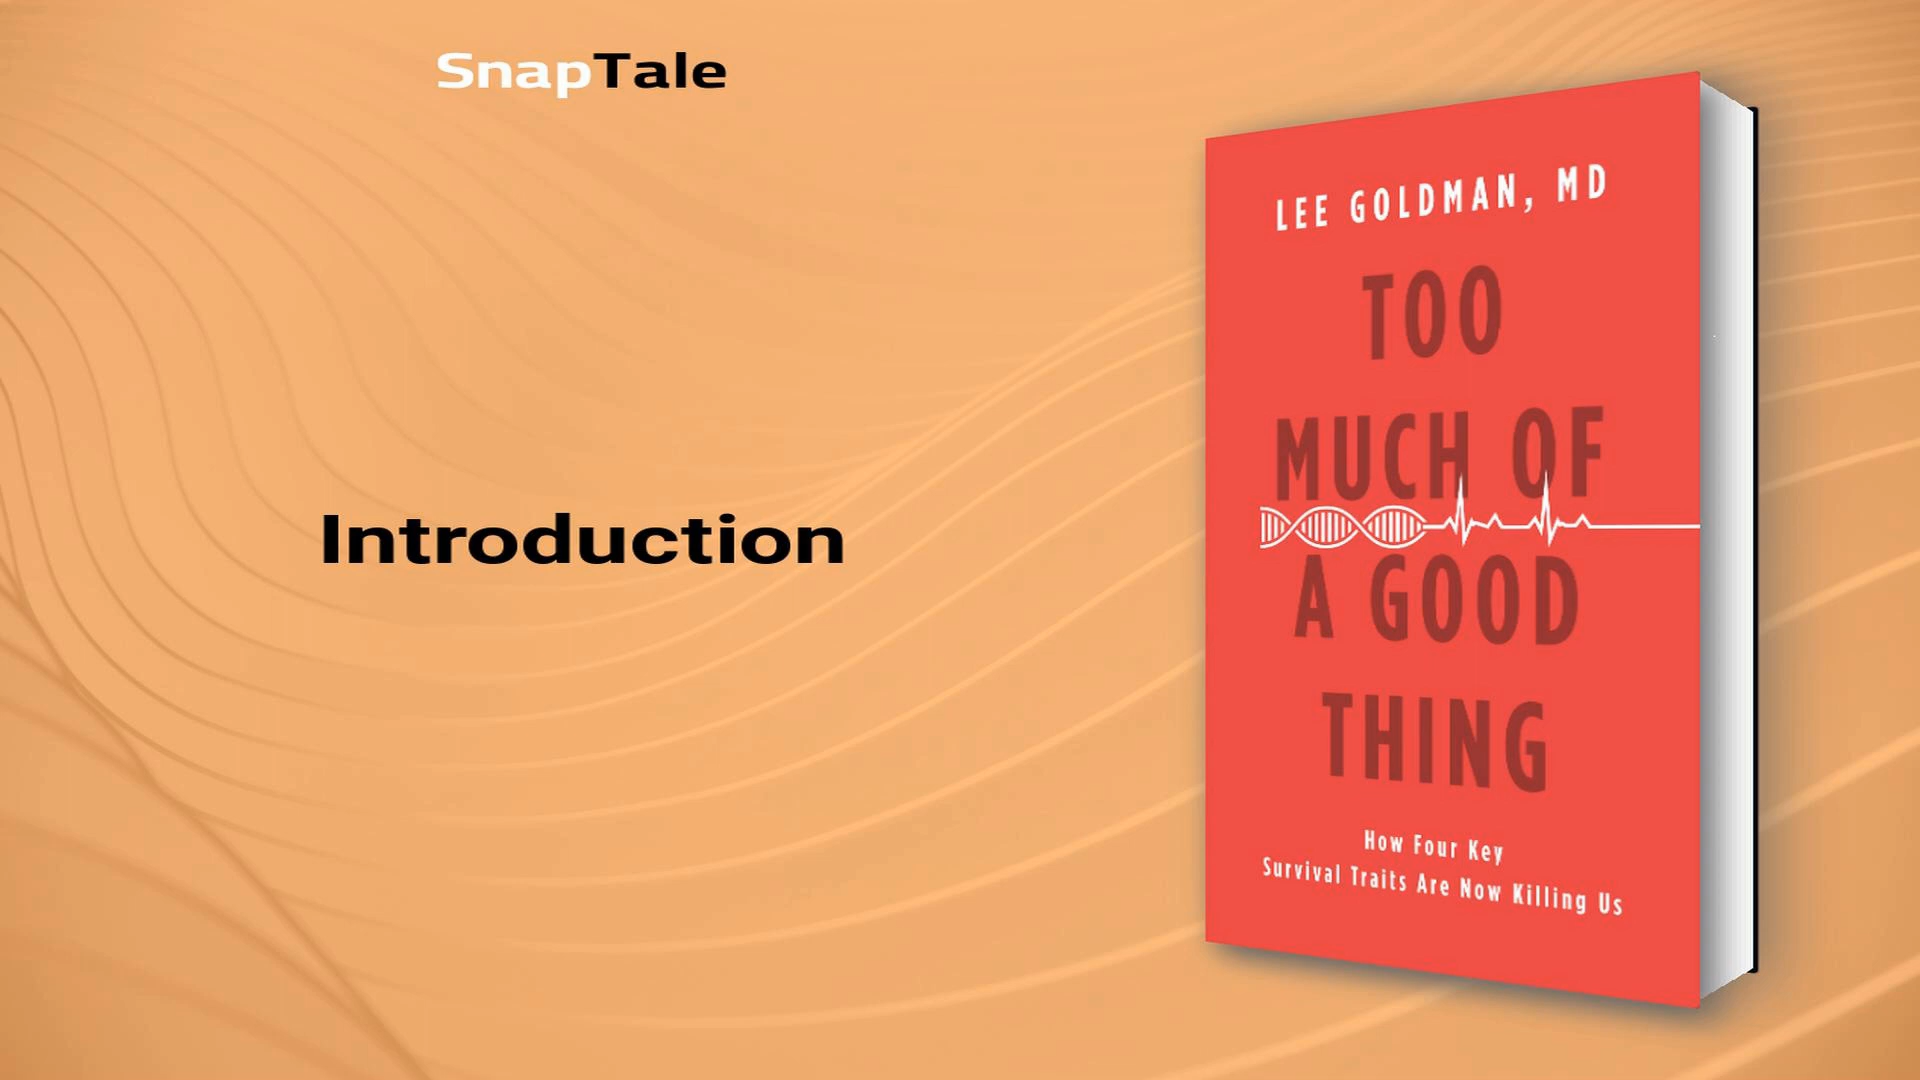 SnapTale
Introduction
LEE GOLDMAN, MD
TOO
MUCH OF
A GOOD
THING
How Four Key
Survival Traits Are Now Killing Us